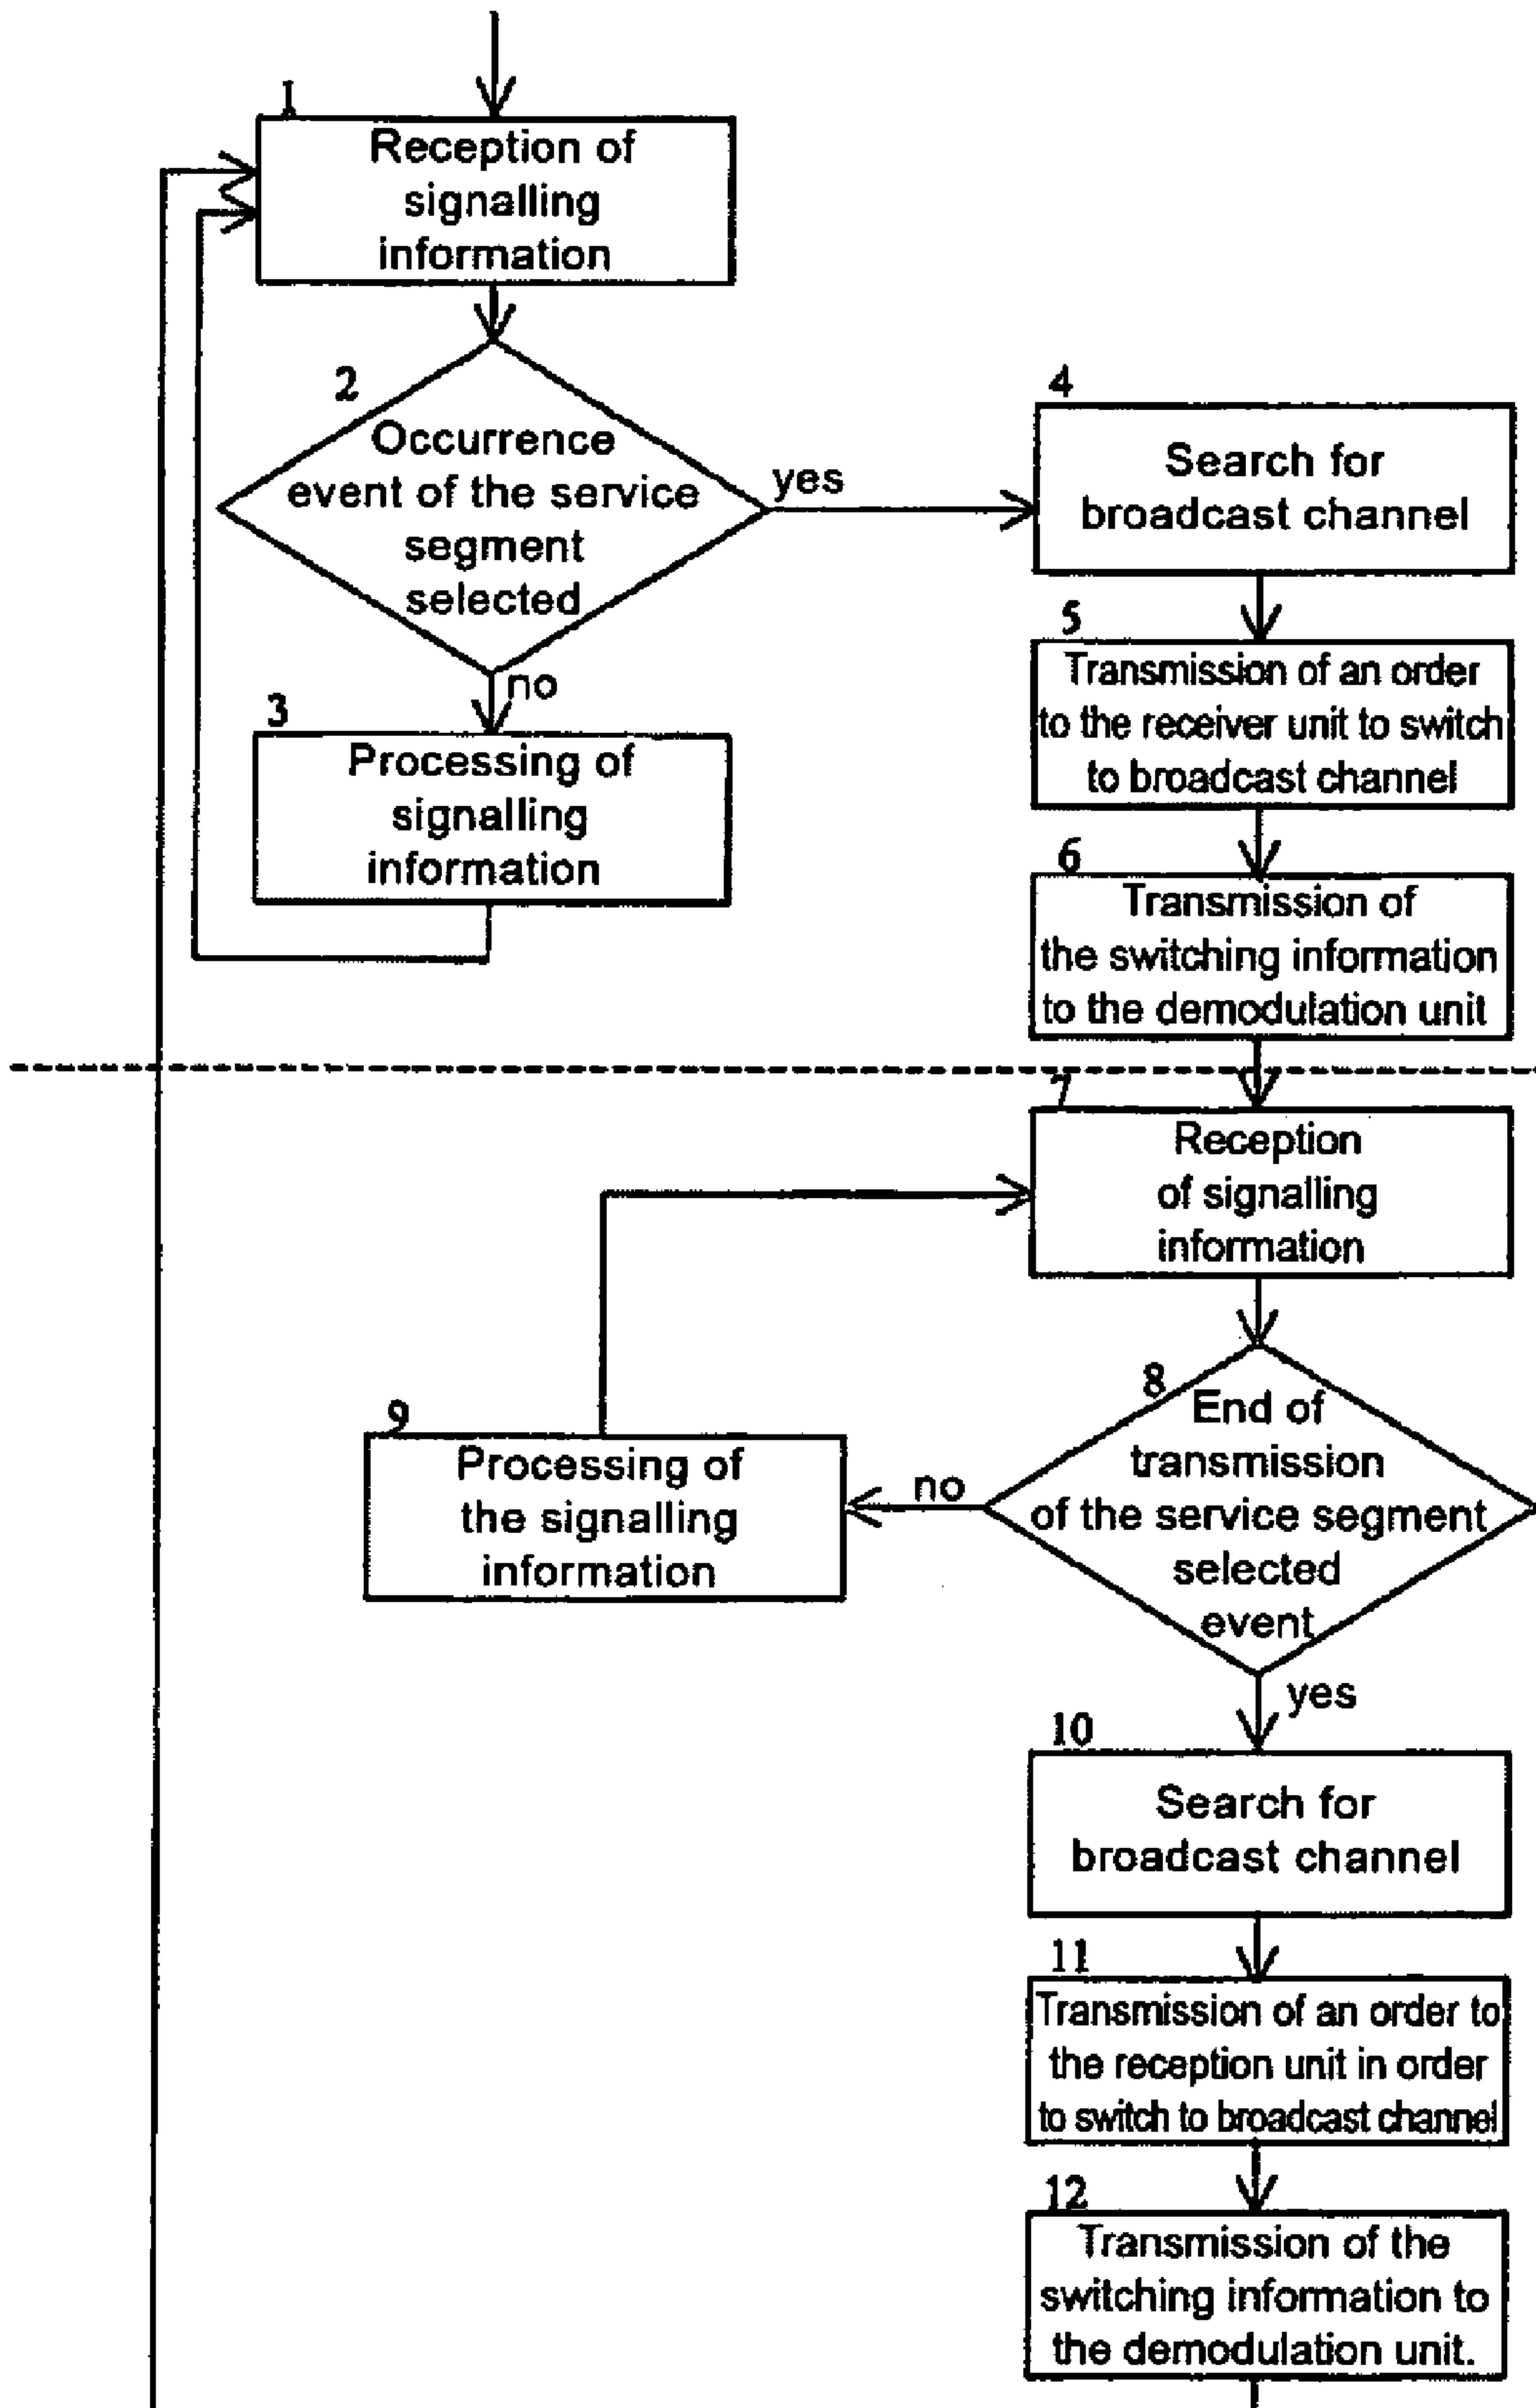 1
Reception of
signalling
information
2
Occurrence
event of the service
segment
selected
yes
no
3
Processing of
signalling
information
4
Search for
broadcast channel
5
Transmission of an order
to the receiver unit to switch
to broadcast channel
6
Transmission of
the switching information
to the demodulation unit
7
Reception
of signalling
information
8
End of
transmission
of the service segment
selected
event
no
yes
9
Processing of
the signalling
information
10
Search for
broadcast channel
11
Transmission of an order to
the reception unit in order
to switch to broadcast channel
12
Transmission of the
switching information to
the demodulation unit.